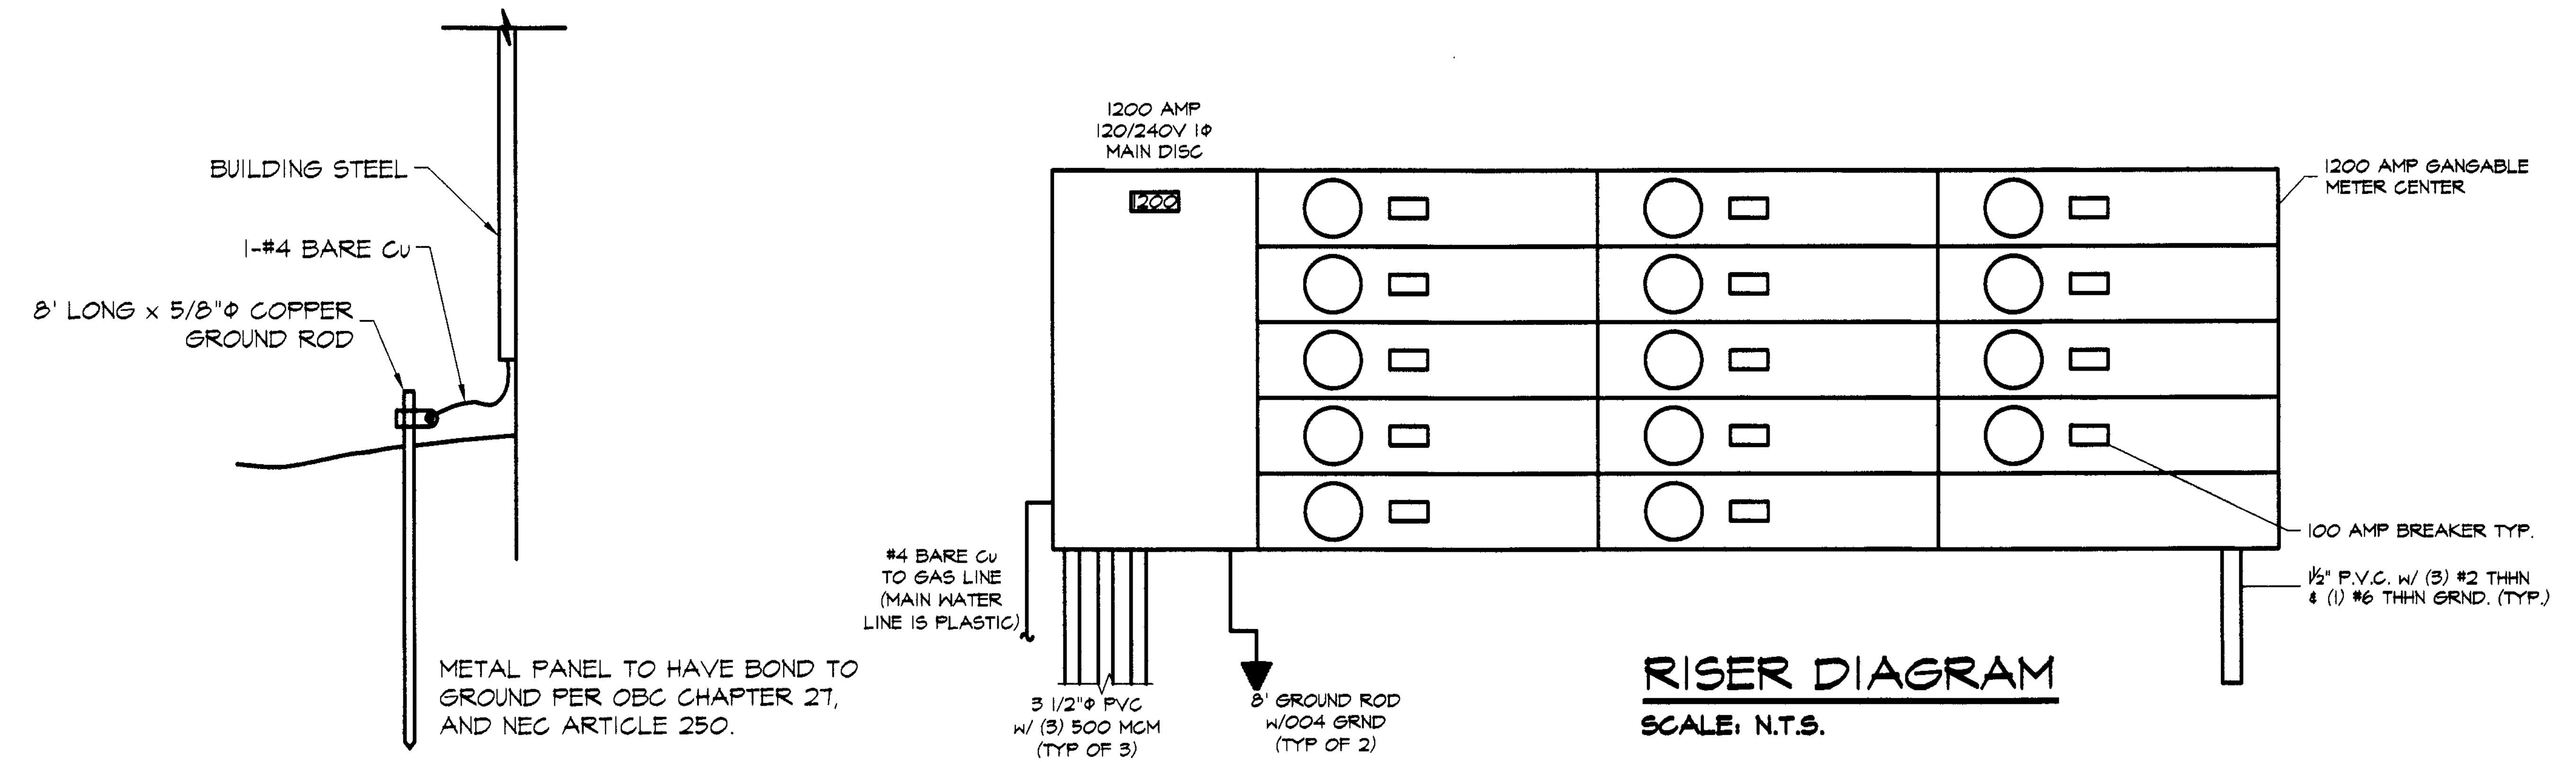 BUILDING STEEL
1-#4 BARE Cu
8' LONG x 5/8"Φ COPPER
GROUND ROD
METAL PANEL TO HAVE BOND TO
GROUND PER OBC CHAPTER 27,
AND NEC ARTICLE 250.
1200 AMP
120/240V 1Φ
MAIN DISC
1200
1200 AMP GANGABLE
METER CENTER
100 AMP BREAKER TYP.
1½" P.V.C. W/ (3) #2 THHN
& (1) #6 THHN GRND. (TYP.)
#4 BARE Cu
TO GAS LINE
(MAIN WATER
LINE IS PLASTIC)
3 1/2"Φ PVC
W/ (3) 500 MCM
(TYP OF 3)
8' GROUND ROD
W/004 GRND
(TYP OF 2)
RISER DIAGRAM
SCALE: N.T.S.